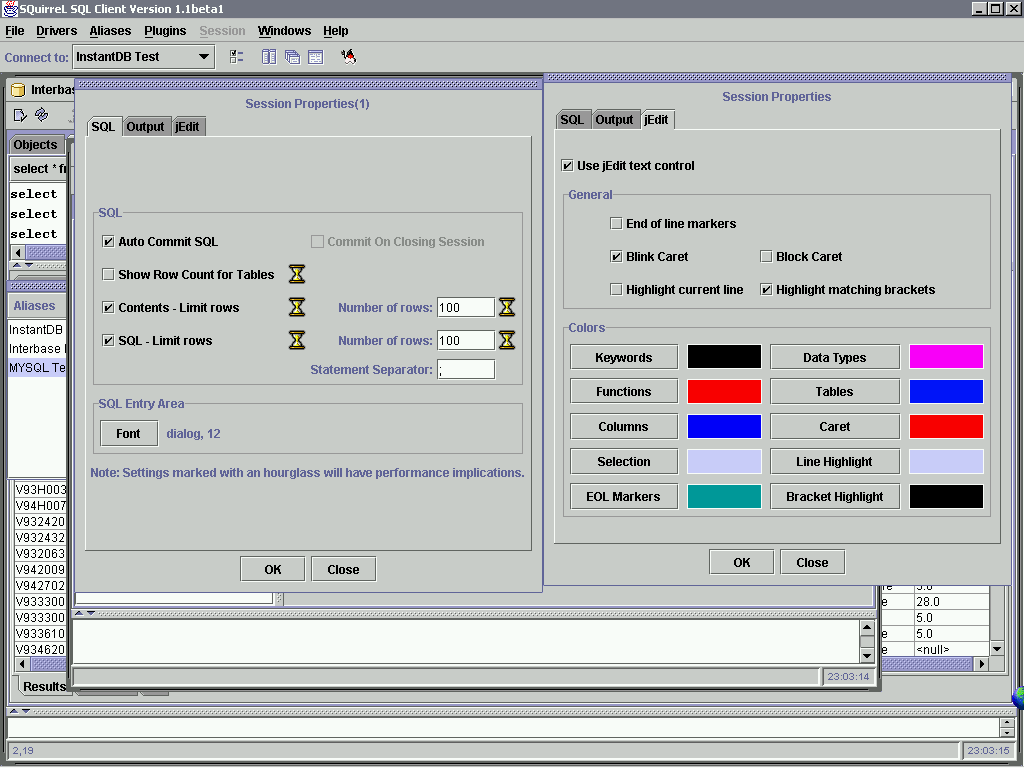 SQuirreL SQL Client Version 1.1beta1
File Drivers Aliases Plugins Session Windows Help
Connect to: InstantDB Test
Interbas
Objects
select * fr
select
select
select
Aliases
InstantDB
Interbase
MYSQL Te
V93H003
V94H007
V932420
V932432
V932063
V942009
V942702
V933300
V933300
V933610
V934620
Results
Session Properties(1)
SQL Output jEdit
SQL
Auto Commit SQL Commit On Closing Session
Show Row Count for Tables
Contents - Limit rows Number of rows: 100
SQL - Limit rows Number of rows: 100
Statement Separator: ;
SQL Entry Area
Font dialog, 12
Note: Settings marked with an hourglass will have performance implications.
OK Close
Session Properties
SQL Output jEdit
Use jEdit text control
General
End of line markers
Blink Caret Block Caret
Highlight current line Highlight matching brackets
Colors
Keywords Data Types
Functions Tables
Columns Caret
Selection Line Highlight
EOL Markers Bracket Highlight
OK Close
re 5.0
e 28.0
5.0
e 5.0
e <null>
23:03:14
2,19 23:03:15